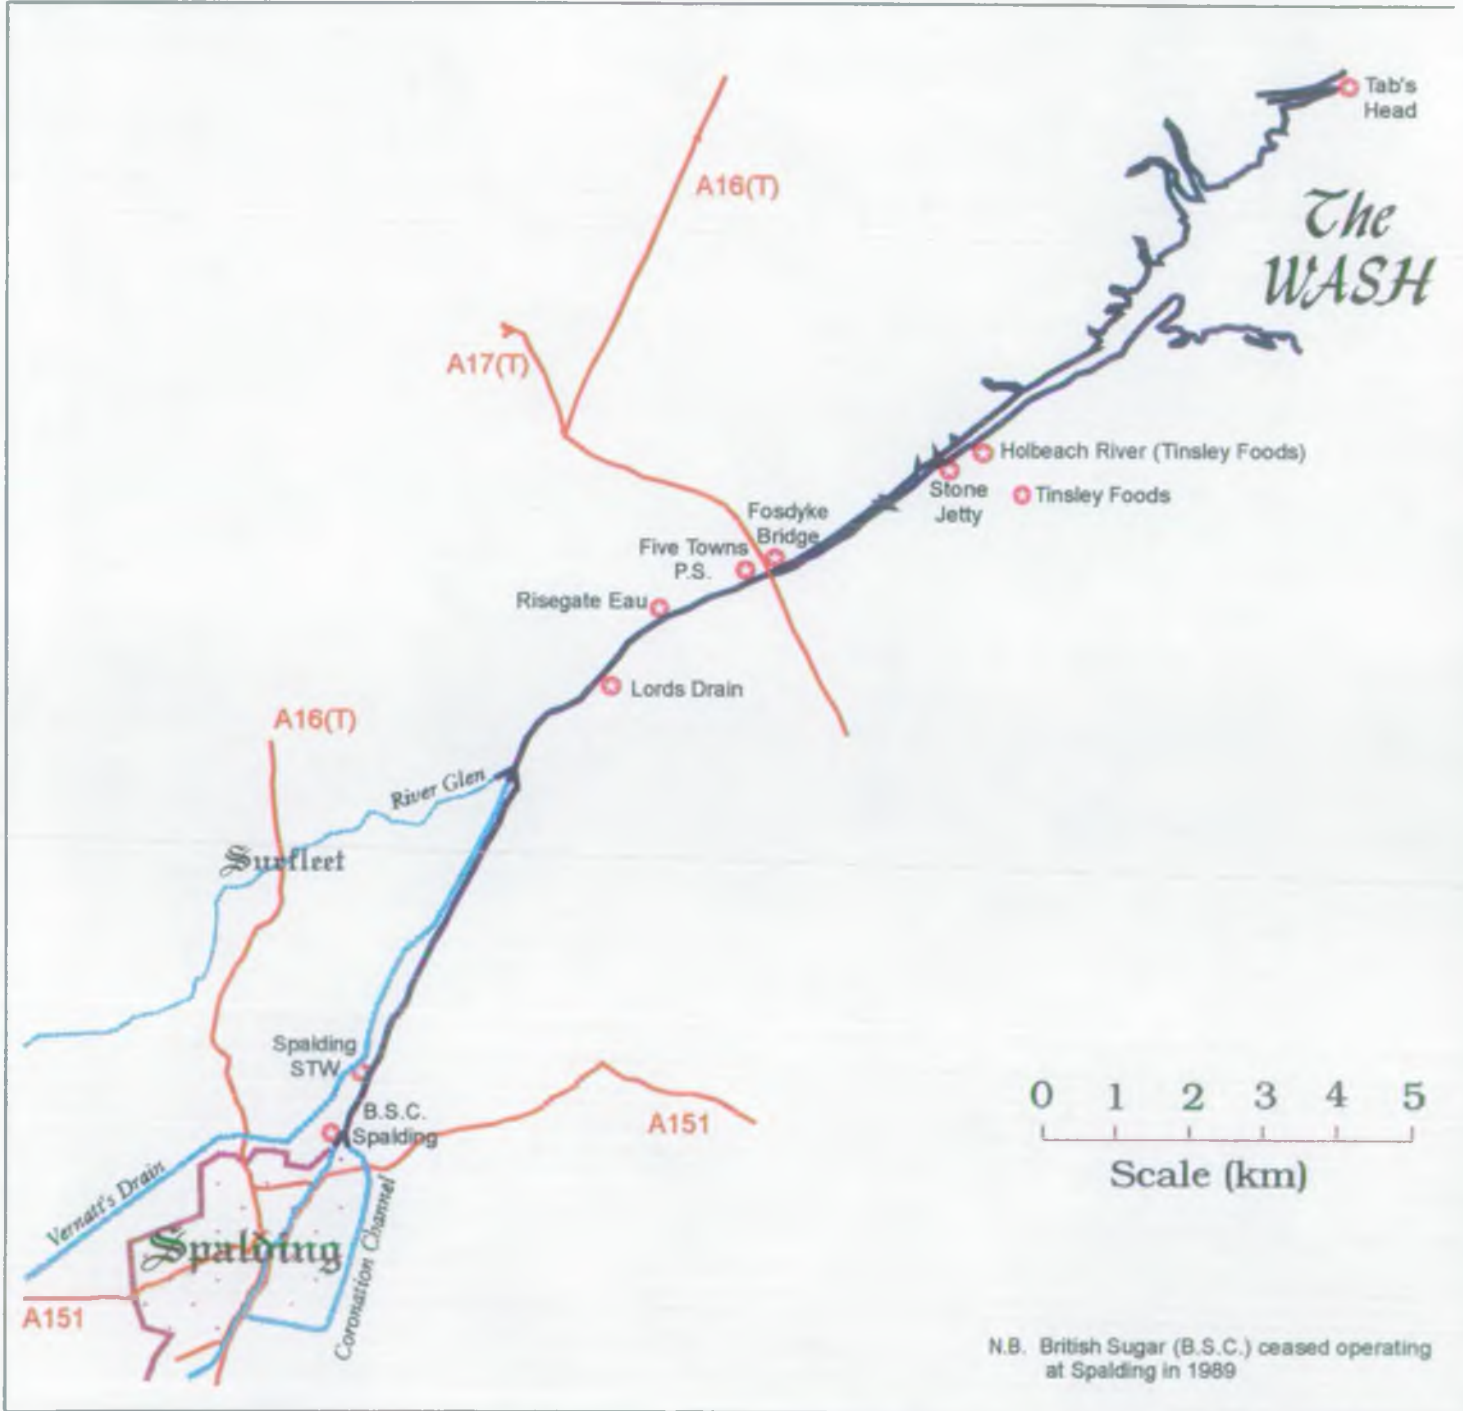 Tab's
Head
A16(T)
The
WASH
A17(T)
Holbeach River (Tinsley Foods)
Stone
Jetty
Tinsley Foods
Fosdyke
Bridge
Five Towns
P.S.
Risegate Eau
Lords Drain
A16(T)
River Glen
Surfleet
Spalding
STW
B.S.C.
Spalding
A151
0 1 2 3 4 5
Scale (km)
Vernatt's Drain
Spalding
Coronation Channel
A151
N.B. British Sugar (B.S.C.) ceased operating
at Spalding in 1989